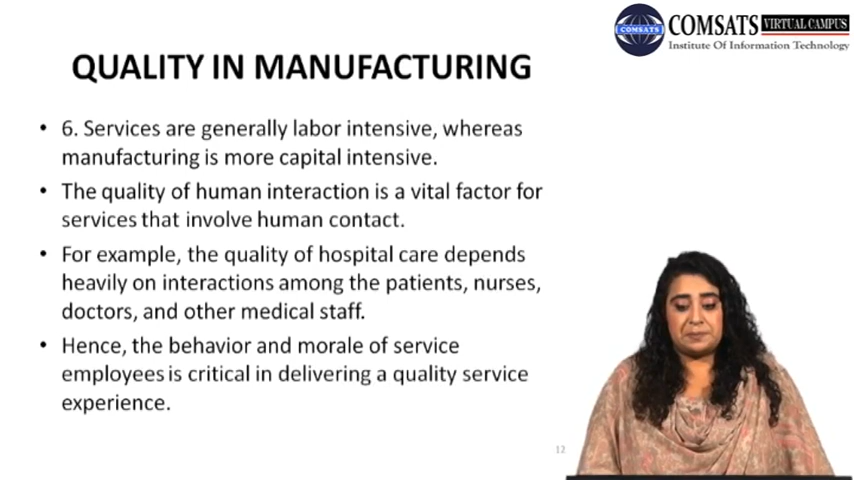 COMSATS
COMSATS VIRTUAL CAMPUS
Institute Of Information Technology
QUALITY IN MANUFACTURING
• 6. Services are generally labor intensive, whereas
manufacturing is more capital intensive.
• The quality of human interaction is a vital factor for
services that involve human contact.
• For example, the quality of hospital care depends
heavily on interactions among the patients, nurses,
doctors, and other medical staff.
• Hence, the behavior and morale of service
employees is critical in delivering a quality service
experience.
12